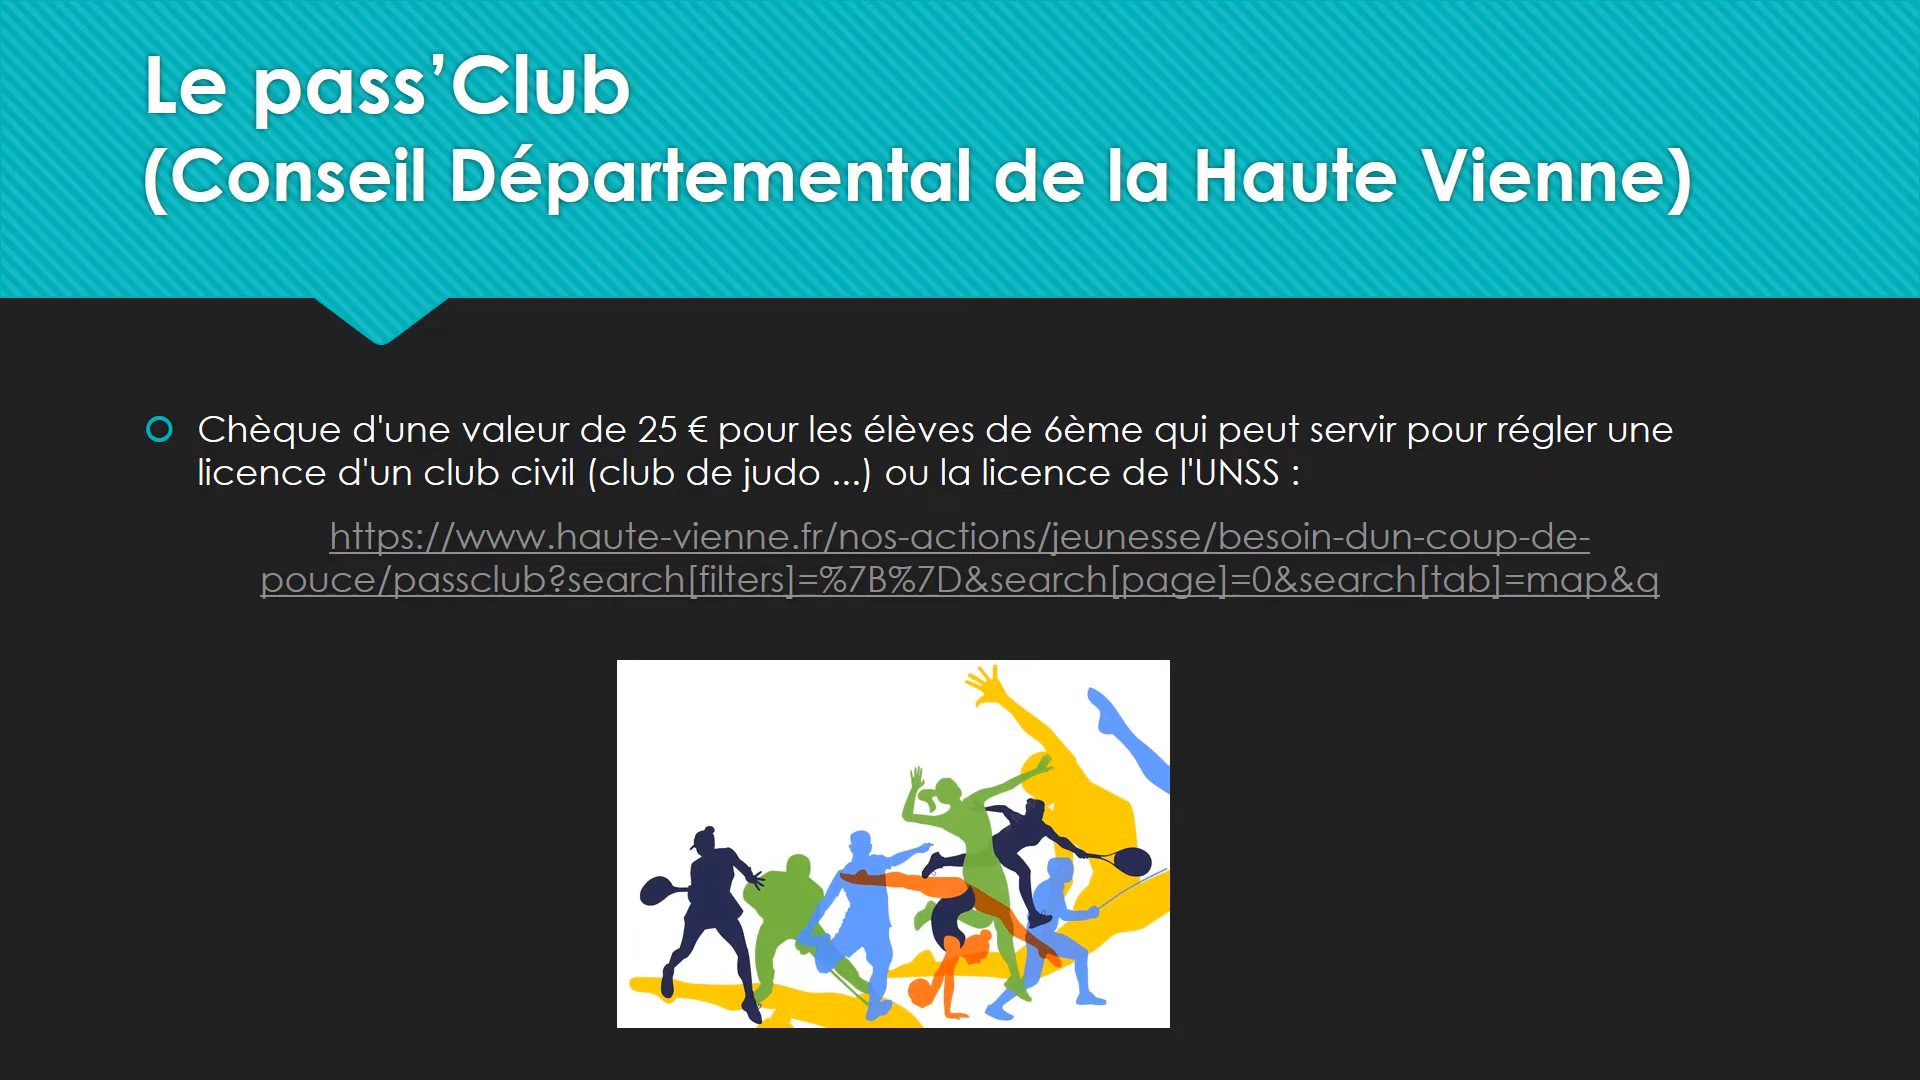 Le pass’Club
(Conseil Départemental de la Haute Vienne)
Chèque d'une valeur de 25 € pour les élèves de 6ème qui peut servir pour régler une
licence d'un club civil (club de judo ...) ou la licence de l'UNSS :
https://www.haute-vienne.fr/nos-actions/jeunesse/besoin-dun-coup-de-
pouce/passclub?search[filters]=%7B%7D&search[page]=0&search[tab]=map&q